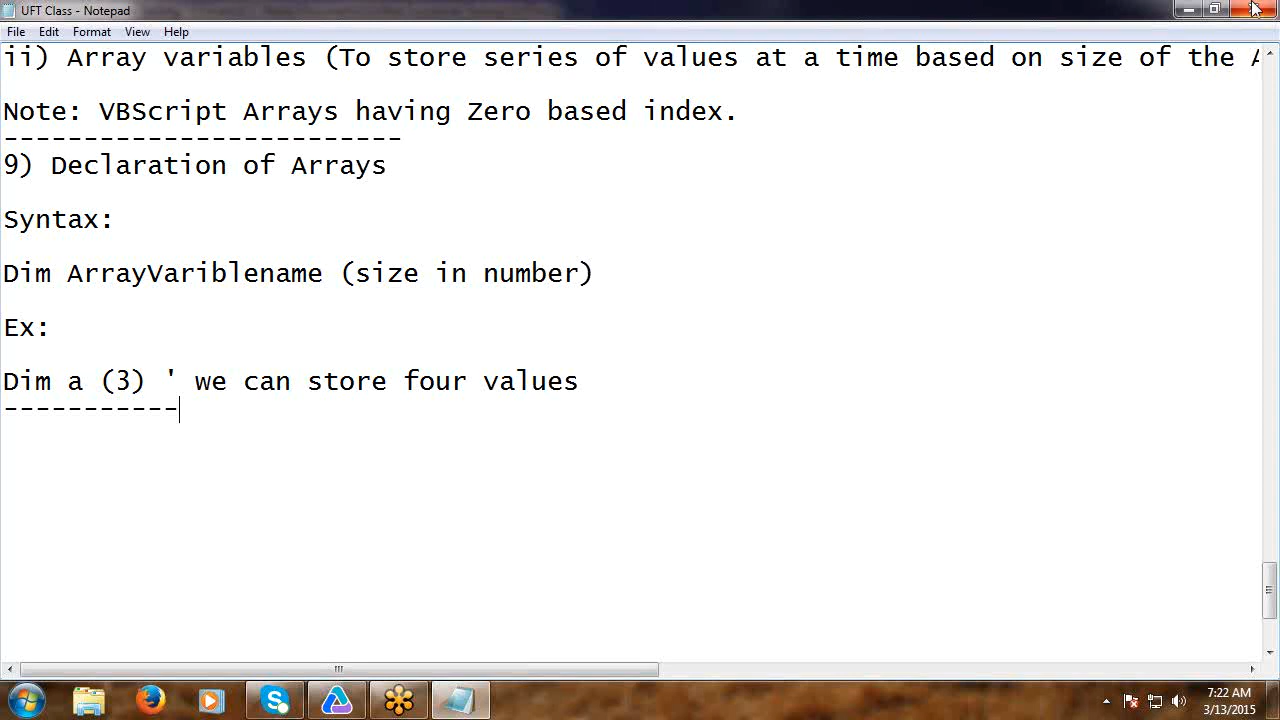 UFT Class - Notepad
File Edit Format View Help
ii) Array variables (To store series of values at a time based on size of the A
Note: VBScript Arrays having Zero based index.
-------------------------
9) Declaration of Arrays
Syntax:
Dim ArrayVariblename (size in number)
Ex:
Dim a (3) ' we can store four values
-----------
7:22 AM
3/13/2015